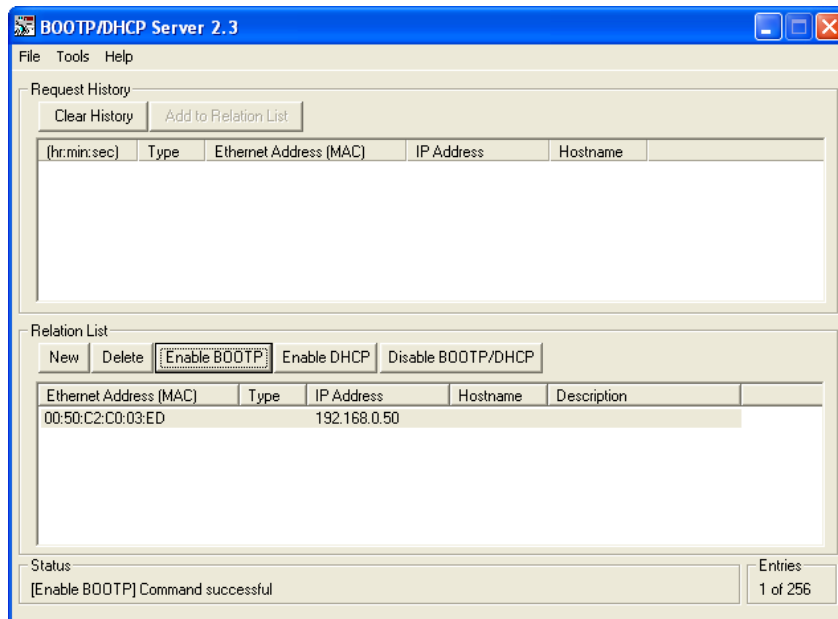 BOOTP/DHCP Server 2.3
File Tools Help
Request History
Clear History Add to Relation List
(hr:min:sec) Type Ethernet Address (MAC) IP Address Hostname
Relation List
New Delete Enable BOOTP Enable DHCP Disable BOOTP/DHCP
Ethernet Address (MAC) Type IP Address Hostname Description
00:50:C2:C0:03:ED 192.168.0.50
Status Entries
[Enable BOOTP] Command successful 1 of 256